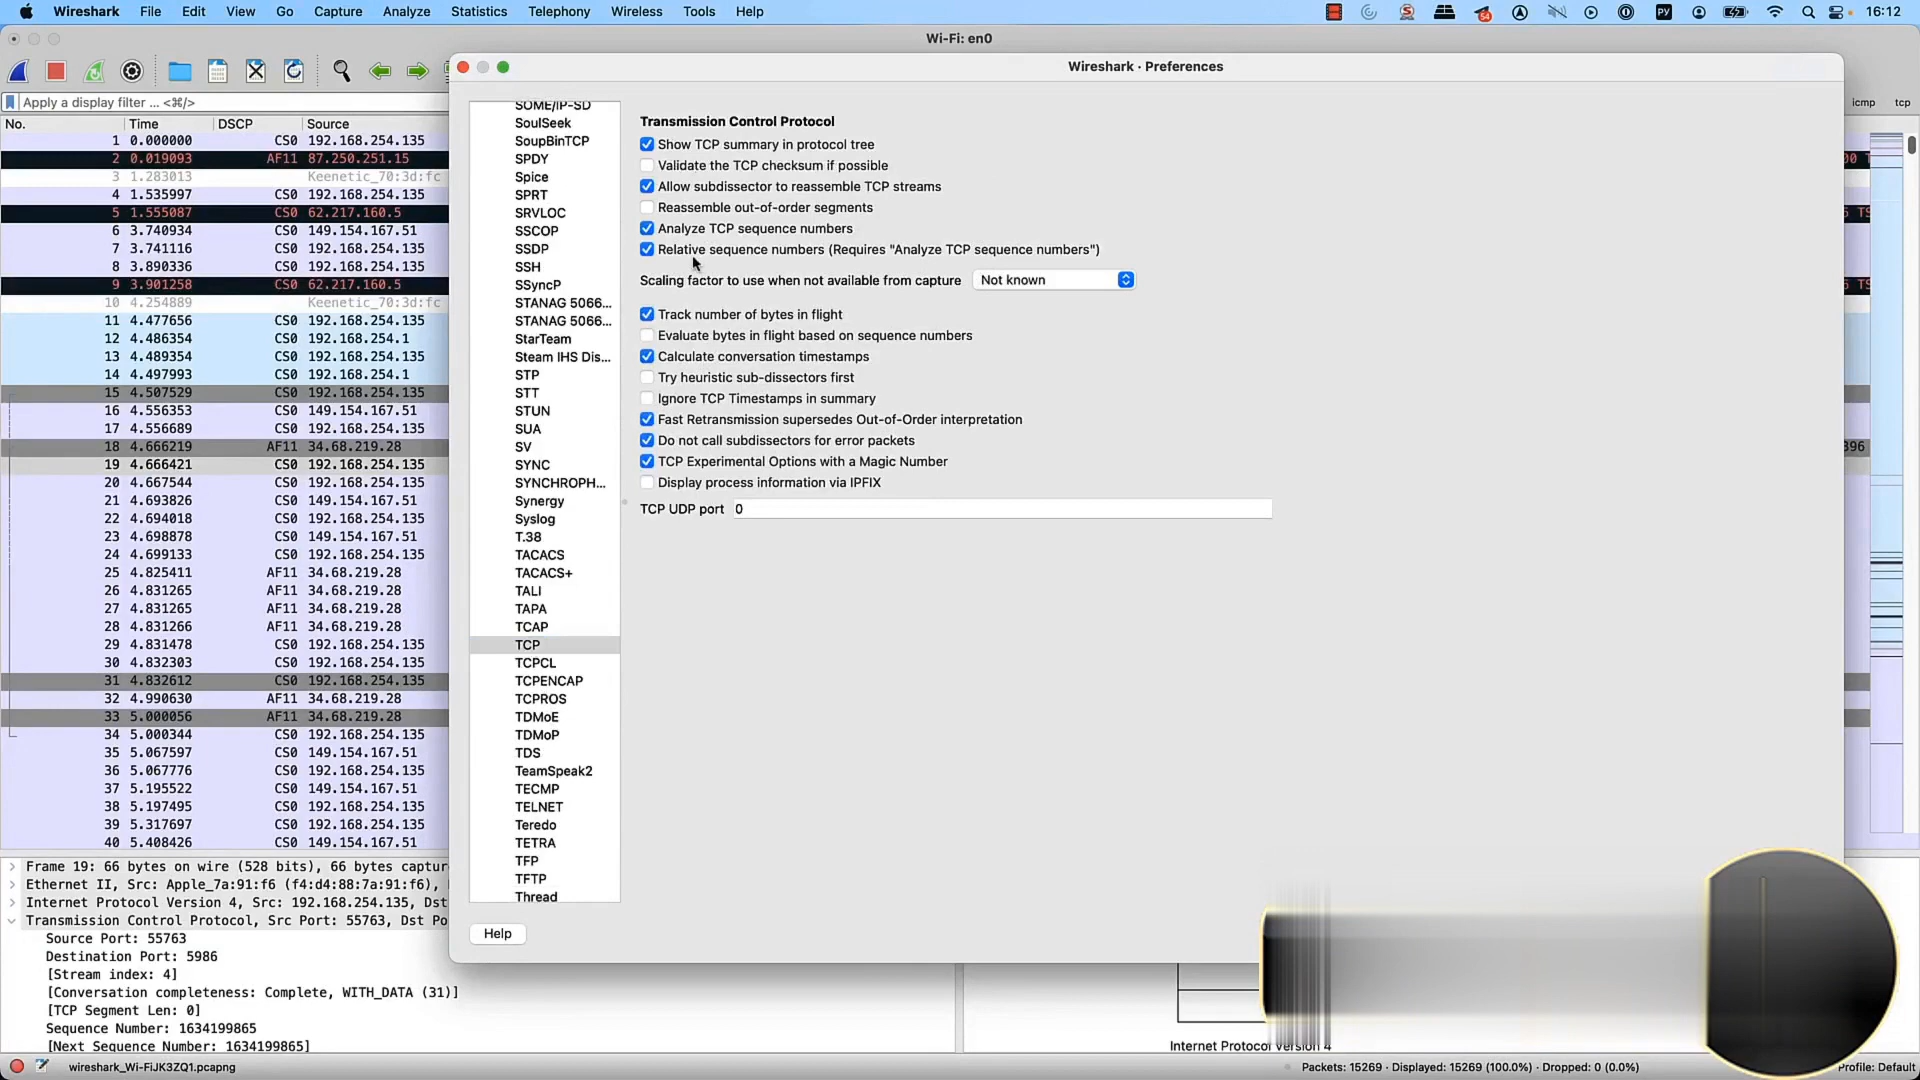 Wireshark File Edit View Go Capture Analyze Statistics Telephony Wireless Tools Help 54 РУ 16:12
Wi-Fi: en0
Wireshark · Preferences
Apply a display filter ... <⌘/> icmp tcp
No. Time DSCP Source
1 0.000000 CS0 192.168.254.135
2 0.019093 AF11 87.250.251.15
3 1.283013 Keenetic_70:3d:fc
4 1.535997 CS0 192.168.254.135
5 1.555087 CS0 62.217.160.5
6 3.740934 CS0 149.154.167.51
7 3.741116 CS0 192.168.254.135
8 3.890336 CS0 192.168.254.135
9 3.901258 CS0 62.217.160.5
10 4.254889 Keenetic_70:3d:fc
11 4.477656 CS0 192.168.254.135
12 4.486354 CS0 192.168.254.1
13 4.489354 CS0 192.168.254.135
14 4.497993 CS0 192.168.254.1
15 4.507529 CS0 192.168.254.135
16 4.556353 CS0 149.154.167.51
17 4.556689 CS0 192.168.254.135
18 4.666219 AF11 34.68.219.28
19 4.666421 CS0 192.168.254.135
20 4.667544 CS0 192.168.254.135
21 4.693826 CS0 149.154.167.51
22 4.694018 CS0 192.168.254.135
23 4.698878 CS0 149.154.167.51
24 4.699133 CS0 192.168.254.135
25 4.825411 AF11 34.68.219.28
26 4.831265 AF11 34.68.219.28
27 4.831265 AF11 34.68.219.28
28 4.831266 AF11 34.68.219.28
29 4.831478 CS0 192.168.254.135
30 4.832303 CS0 192.168.254.135
31 4.832612 CS0 192.168.254.135
32 4.990630 AF11 34.68.219.28
33 5.000056 AF11 34.68.219.28
34 5.000344 CS0 192.168.254.135
35 5.067597 CS0 149.154.167.51
36 5.067776 CS0 192.168.254.135
37 5.195522 CS0 149.154.167.51
38 5.197495 CS0 192.168.254.135
39 5.317697 CS0 192.168.254.135
40 5.408426 CS0 149.154.167.51
SOME/IP-SD
SoulSeek
SoupBinTCP
SPDY
Spice
SPRT
SRVLOC
SSCOP
SSDP
SSH
SSyncP
STANAG 5066...
STANAG 5066...
StarTeam
Steam IHS Dis...
STP
STT
STUN
SUA
SV
SYNC
SYNCHROPH...
Synergy
Syslog
T.38
TACACS
TACACS+
TALI
TAPA
TCAP
TCP
TCPCL
TCPENCAP
TCPROS
TDMoE
TDMoP
TDS
TeamSpeak2
TECMP
TELNET
Teredo
TETRA
TFP
TFTP
Thread
Transmission Control Protocol
Show TCP summary in protocol tree
Validate the TCP checksum if possible
Allow subdissector to reassemble TCP streams
Reassemble out-of-order segments
Analyze TCP sequence numbers
Relative sequence numbers (Requires "Analyze TCP sequence numbers")
Scaling factor to use when not available from capture Not known
Track number of bytes in flight
Evaluate bytes in flight based on sequence numbers
Calculate conversation timestamps
Try heuristic sub-dissectors first
Ignore TCP Timestamps in summary
Fast Retransmission supersedes Out-of-Order interpretation
Do not call subdissectors for error packets
TCP Experimental Options with a Magic Number
Display process information via IPFIX
TCP UDP port 0
Help
396
Frame 19: 66 bytes on wire (528 bits), 66 bytes captur
Ethernet II, Src: Apple_7a:91:f6 (f4:d4:88:7a:91:f6),
Internet Protocol Version 4, Src: 192.168.254.135, Dst
Transmission Control Protocol, Src Port: 55763, Dst Po
Source Port: 55763
Destination Port: 5986
[Stream index: 4]
[Conversation completeness: Complete, WITH_DATA (31)]
[TCP Segment Len: 0]
Sequence Number: 1634199865
[Next Sequence Number: 1634199865]
Internet Protocol Version 4
wireshark_Wi-FiJK3ZQ1.pcapng Packets: 15269 · Displayed: 15269 (100.0%) · Dropped: 0 (0.0%) Profile: Default